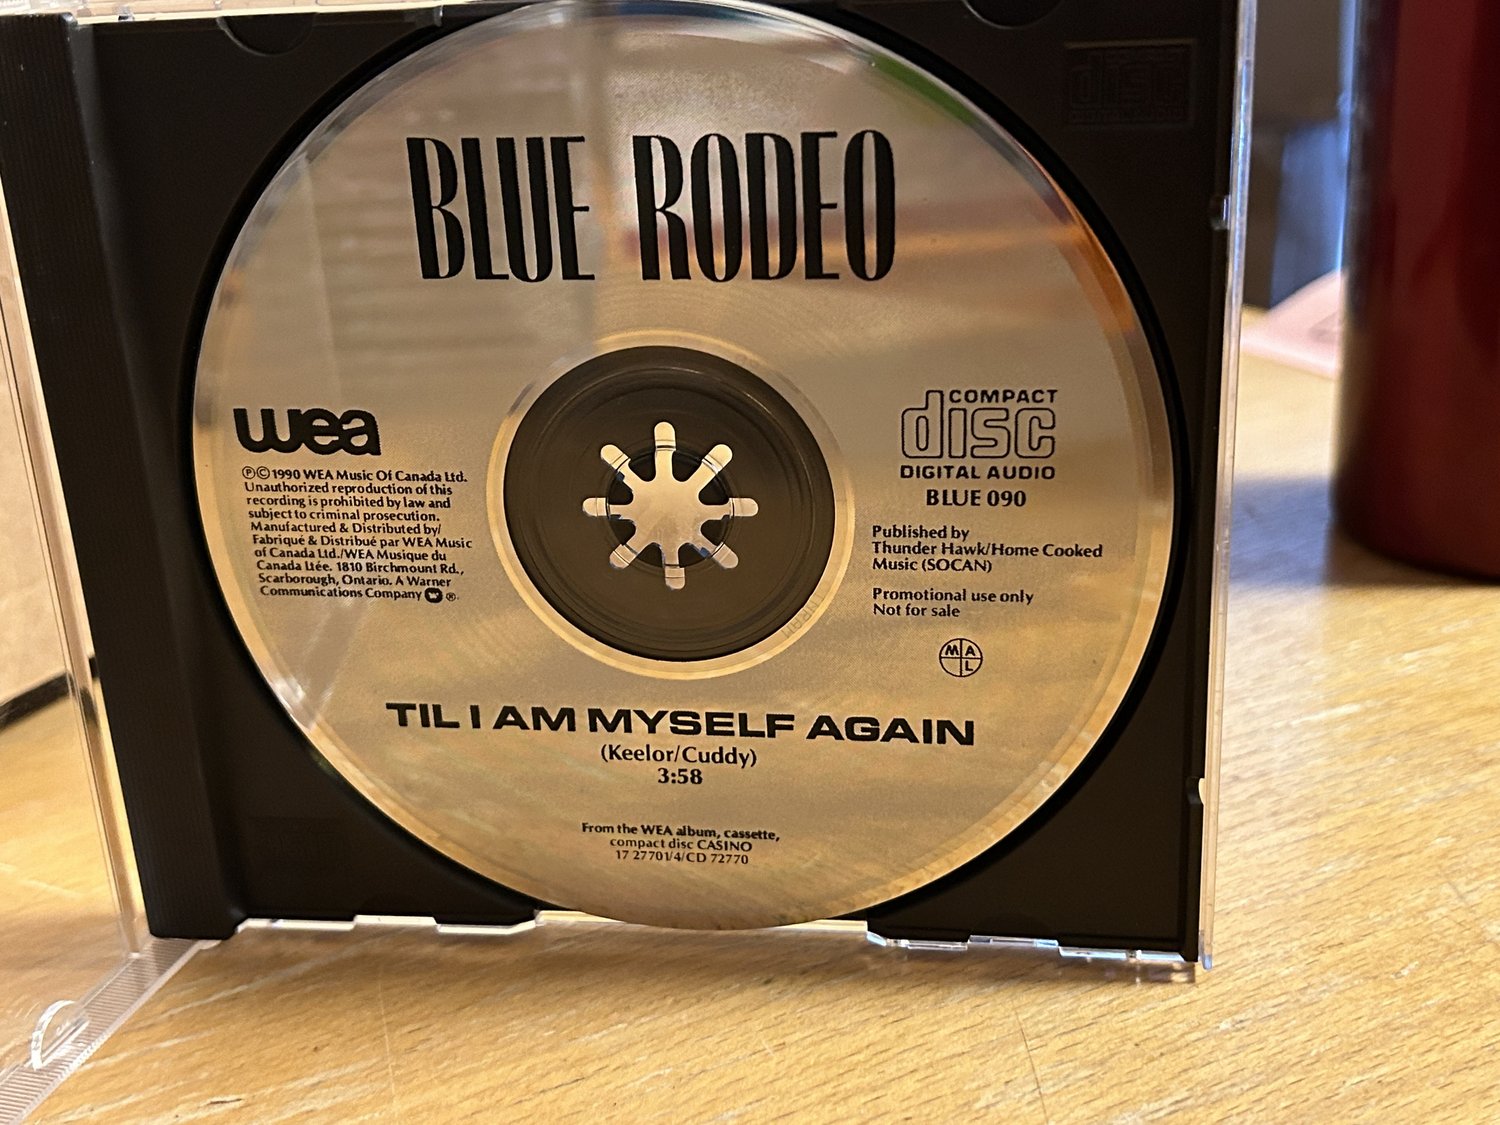 BLUE RODEO
wea
Ⓟ©1990 WEA Music Of Canada Ltd.
Unauthorized reproduction of this
recording is prohibited by law and
subject to criminal prosecution.
Manufactured & Distributed by/
Fabriqué & Distribué par WEA Music
of Canada Ltd./WEA Musique du
Canada Ltée. 1810 Birchmount Rd.,
Scarborough, Ontario. A Warner
Communications Company ®.
COMPACT
disc
DIGITAL AUDIO
BLUE 090
Published by
Thunder Hawk/Home Cooked
Music (SOCAN)
Promotional use only
Not for sale
M A
L
TIL I AM MYSELF AGAIN
(Keelor/Cuddy)
3:58
From the WEA album, cassette,
compact disc CASINO
17 27701/4/CD 72770
disc